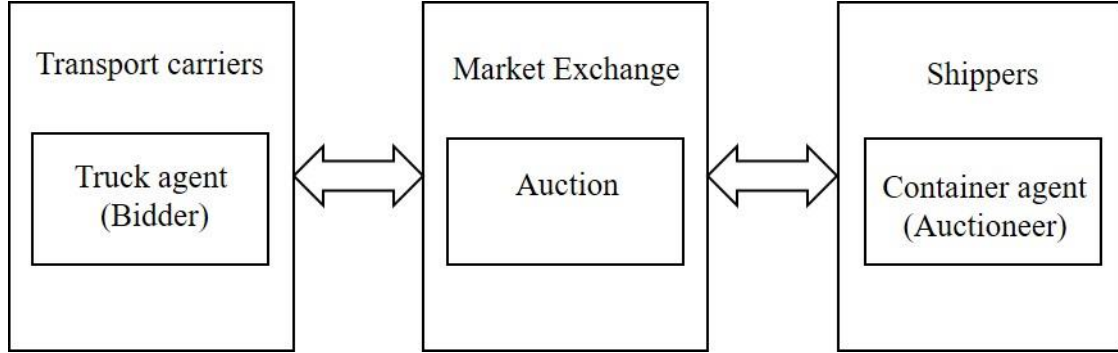 Transport carriers
Truck agent
(Bidder)
Market Exchange
Auction
Shippers
Container agent
(Auctioneer)